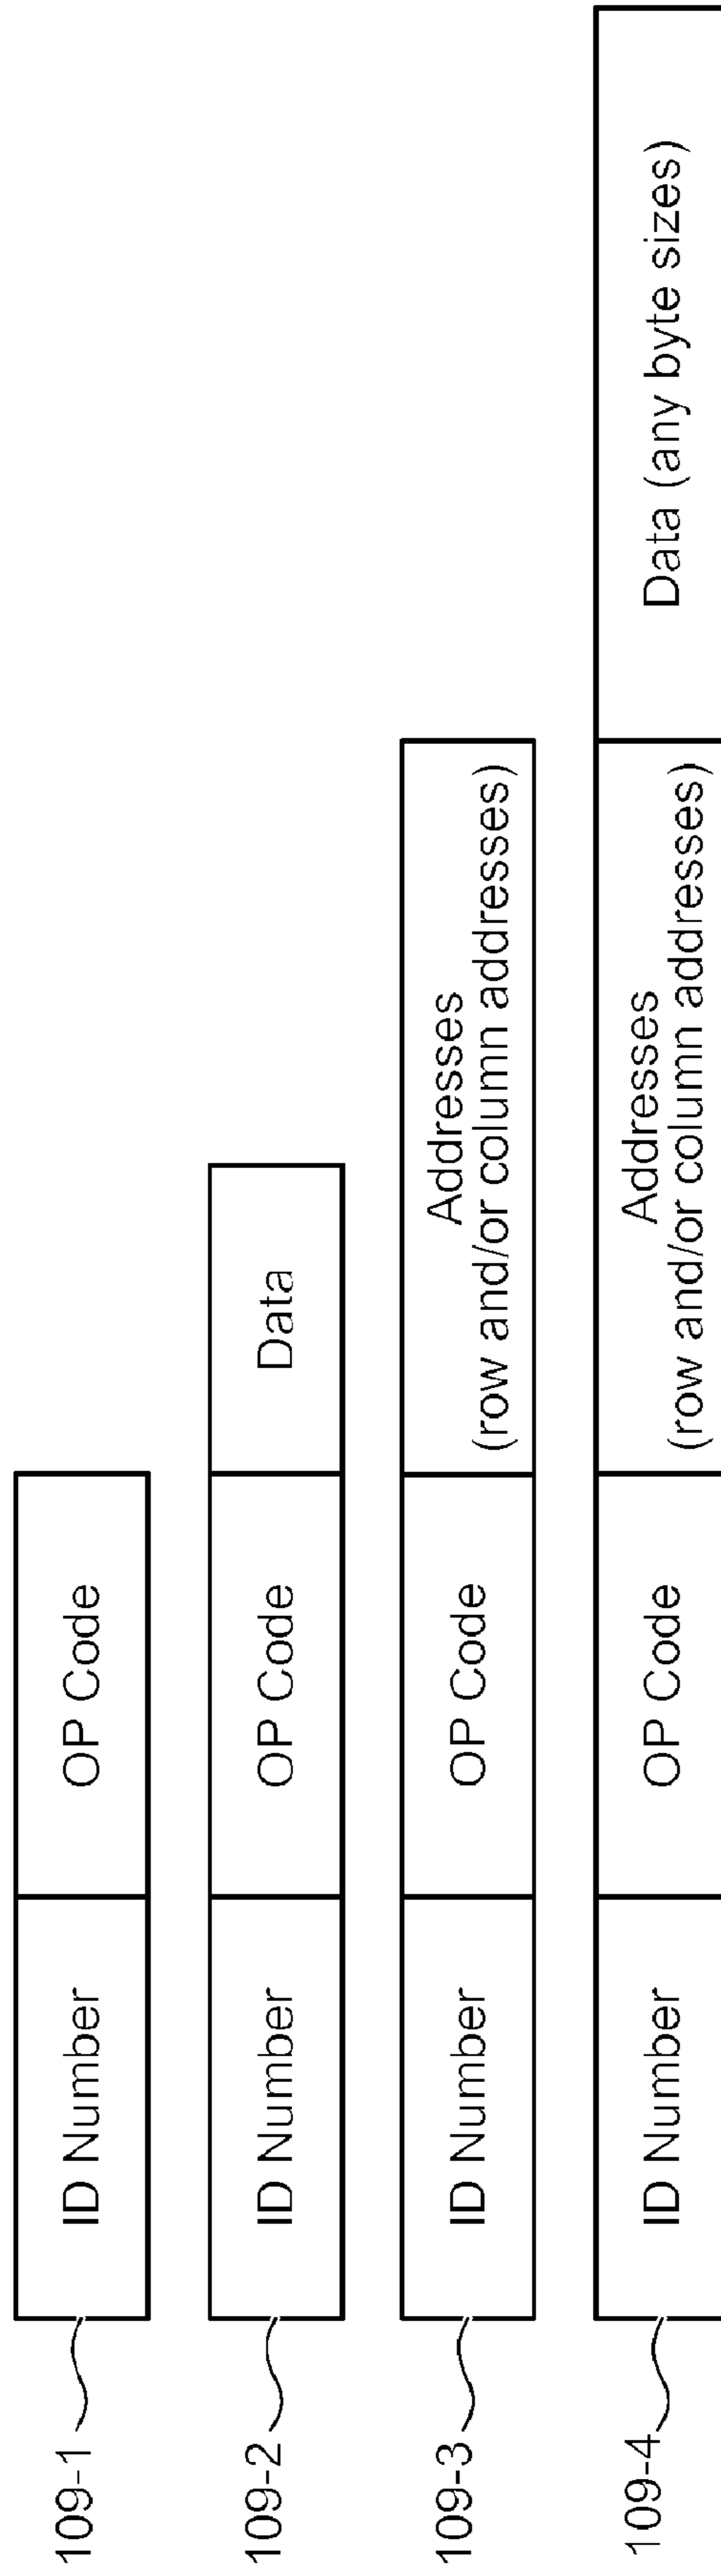 109-1
ID Number
OP Code
109-2
ID Number
OP Code
Data
109-3
ID Number
OP Code
Addresses
(row and/or column addresses)
109-4
ID Number
OP Code
Addresses
(row and/or column addresses)
Data (any byte sizes)